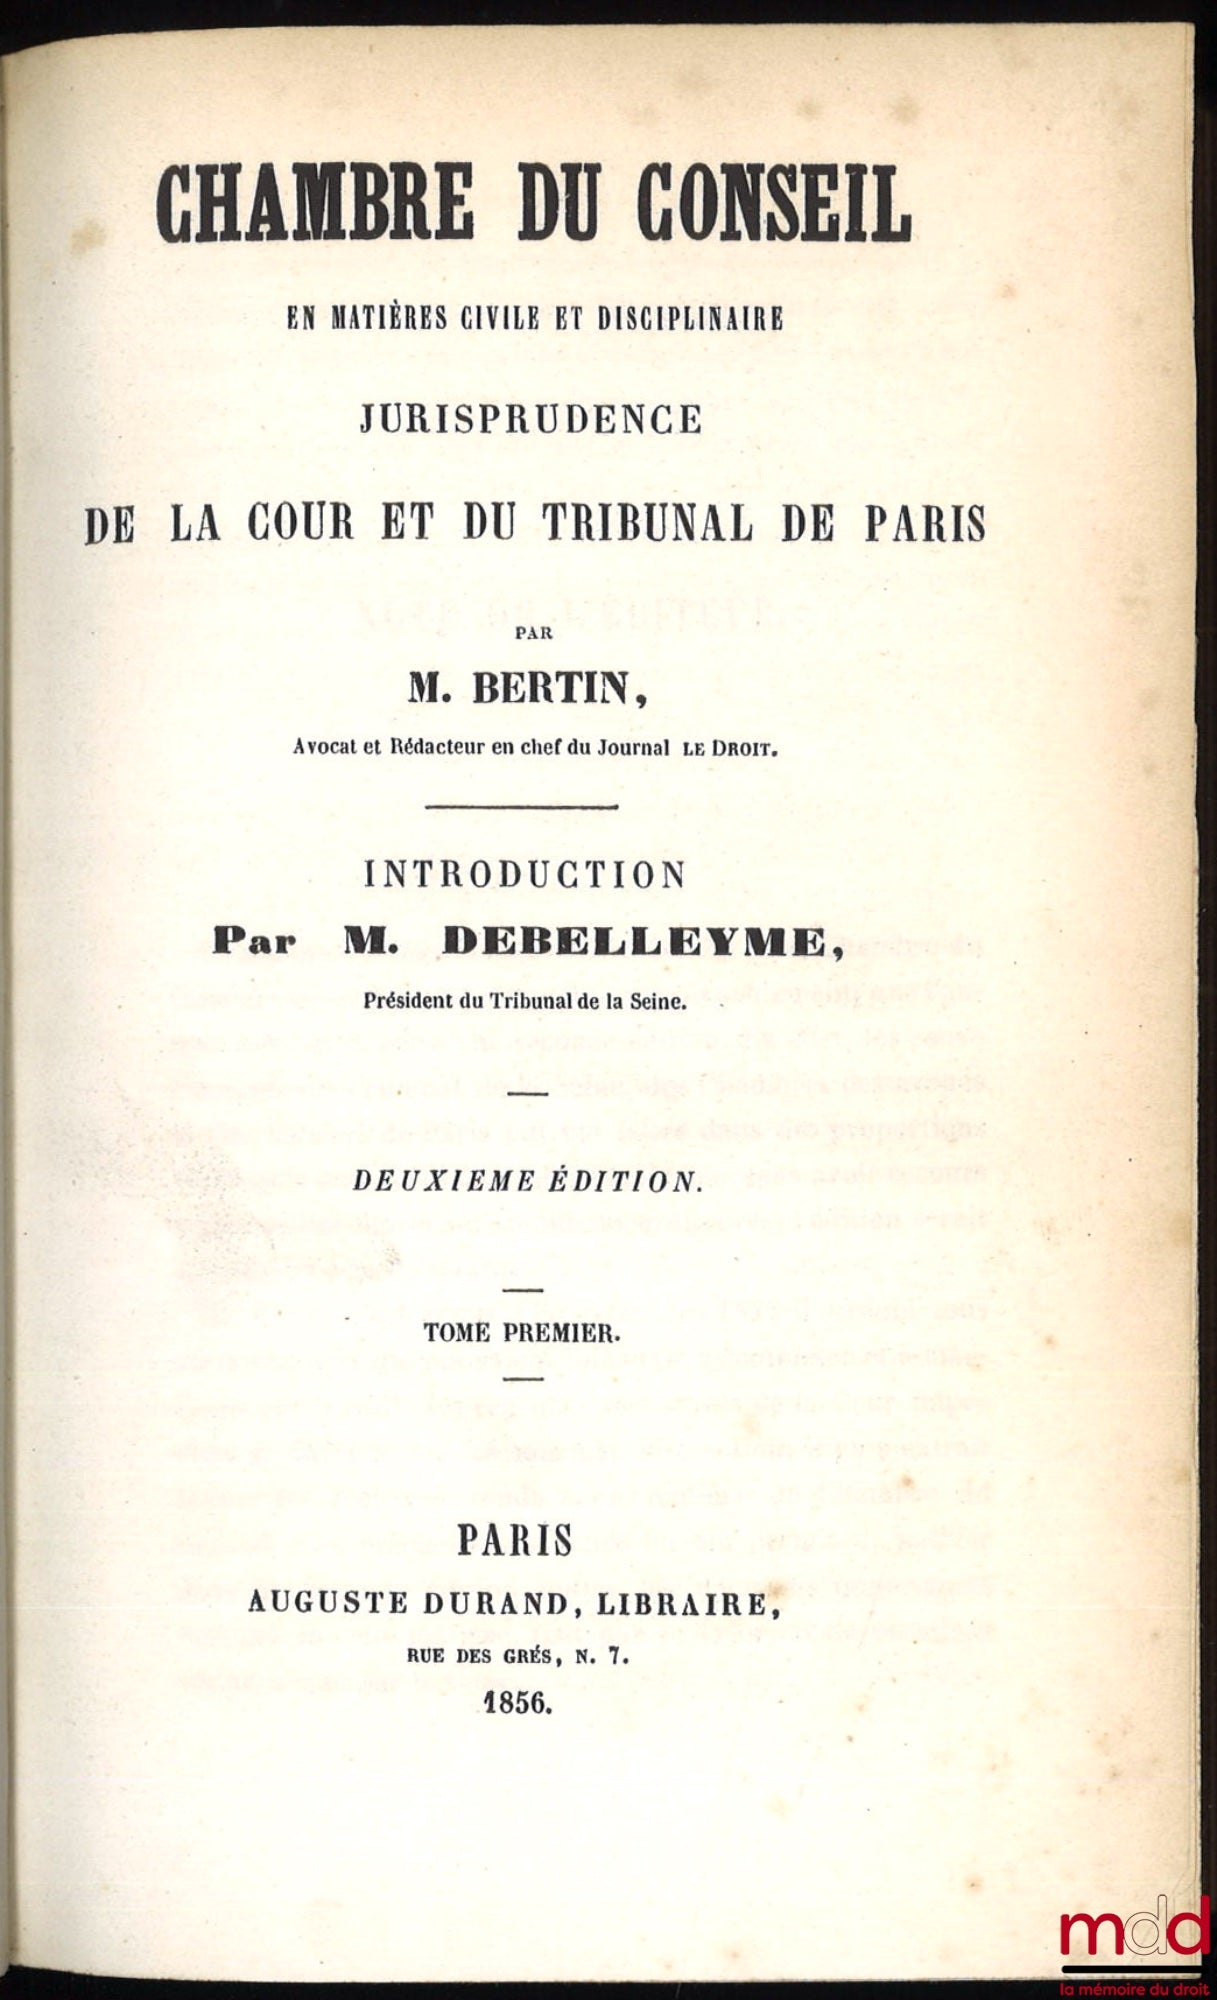 CHAMBRE DU CONSEIL
EN MATIÈRES CIVILE ET DISCIPLINAIRE
JURISPRUDENCE
DE LA COUR ET DU TRIBUNAL DE PARIS
PAR
M. BERTIN,
Avocat et Rédacteur en chef du Journal LE DROIT.
INTRODUCTION
Par M. DEBELLEYME,
Président du Tribunal de la Seine.
DEUXIEME ÉDITION.
TOME PREMIER.
PARIS
AUGUSTE DURAND, LIBRAIRE,
RUE DES GRÉS, N. 7.
1856.
mdd
la mémoire du droit